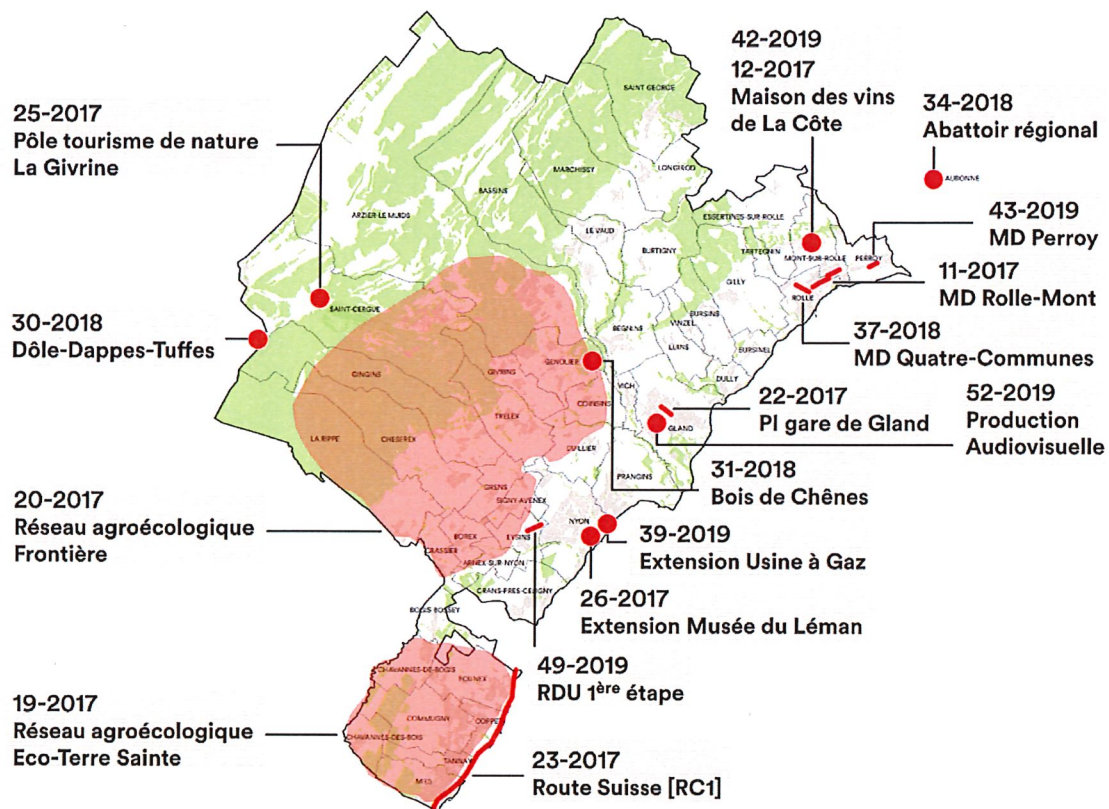 42-2019
12-2017
Maison des vins
de La Côte
34-2018
Abattoir régional
AUBONNE
25-2017
Pôle tourisme de nature
La Givrine
43-2019
MD Perroy
11-2017
MD Rolle-Mont
30-2018
Dôle-Dappes-Tuffes
37-2018
MD Quatre-Communes
22-2017
PI gare de Gland
52-2019
Production
Audiovisuelle
31-2018
Bois de Chênes
20-2017
Réseau agroécologique
Frontière
39-2019
Extension Usine à Gaz
26-2017
Extension Musée du Léman
49-2019
RDU 1ère étape
19-2017
Réseau agroécologique
Eco-Terre Sainte
23-2017
Route Suisse [RC1]
SAINT GEORGE
LONGIROD
MARCHISSY
BASSINS
ARZIER-LE MUIDS
LE VAUD
BURTIGNY
ESSERTINES-SUR-ROLLE
TARTEGNIN
MONT-SUR-ROLLE
PERROY
ROLLE
GILLY
BURSINS
VINZEL
LUINS
BURSINEL
DULLY
BEGNINS
VICH
GLAND
SAINT-CERGUE
GENOLIER
GIVRINS
COINSINS
TRELEX
GINGINS
LA RIPPE
CHESEREX
DUILLIER
PRANGINS
GRENS
SIGNY-AVENEX
NYON
EYSINS
BOREX
CRASSIER
ARNEX-SUR-NYON
CRANS-PRES-CELIGNY
BOGIS-BOSSEY
CHAVANNES-DE-BOGIS
FOUNEX
COMMUGNY
COPPET
CHAVANNES-DES-BOIS
TANNAY
MIES